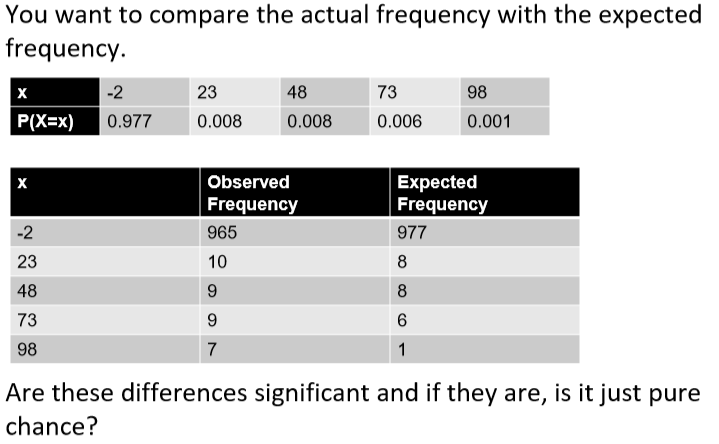 You want to compare the actual frequency with the expected
frequency.
x -2 23 48 73 98
P(X=x) 0.977 0.008 0.008 0.006 0.001
x Observed Frequency Expected Frequency
-2 965 977
23 10 8
48 9 8
73 9 6
98 7 1
Are these differences significant and if they are, is it just pure
chance?